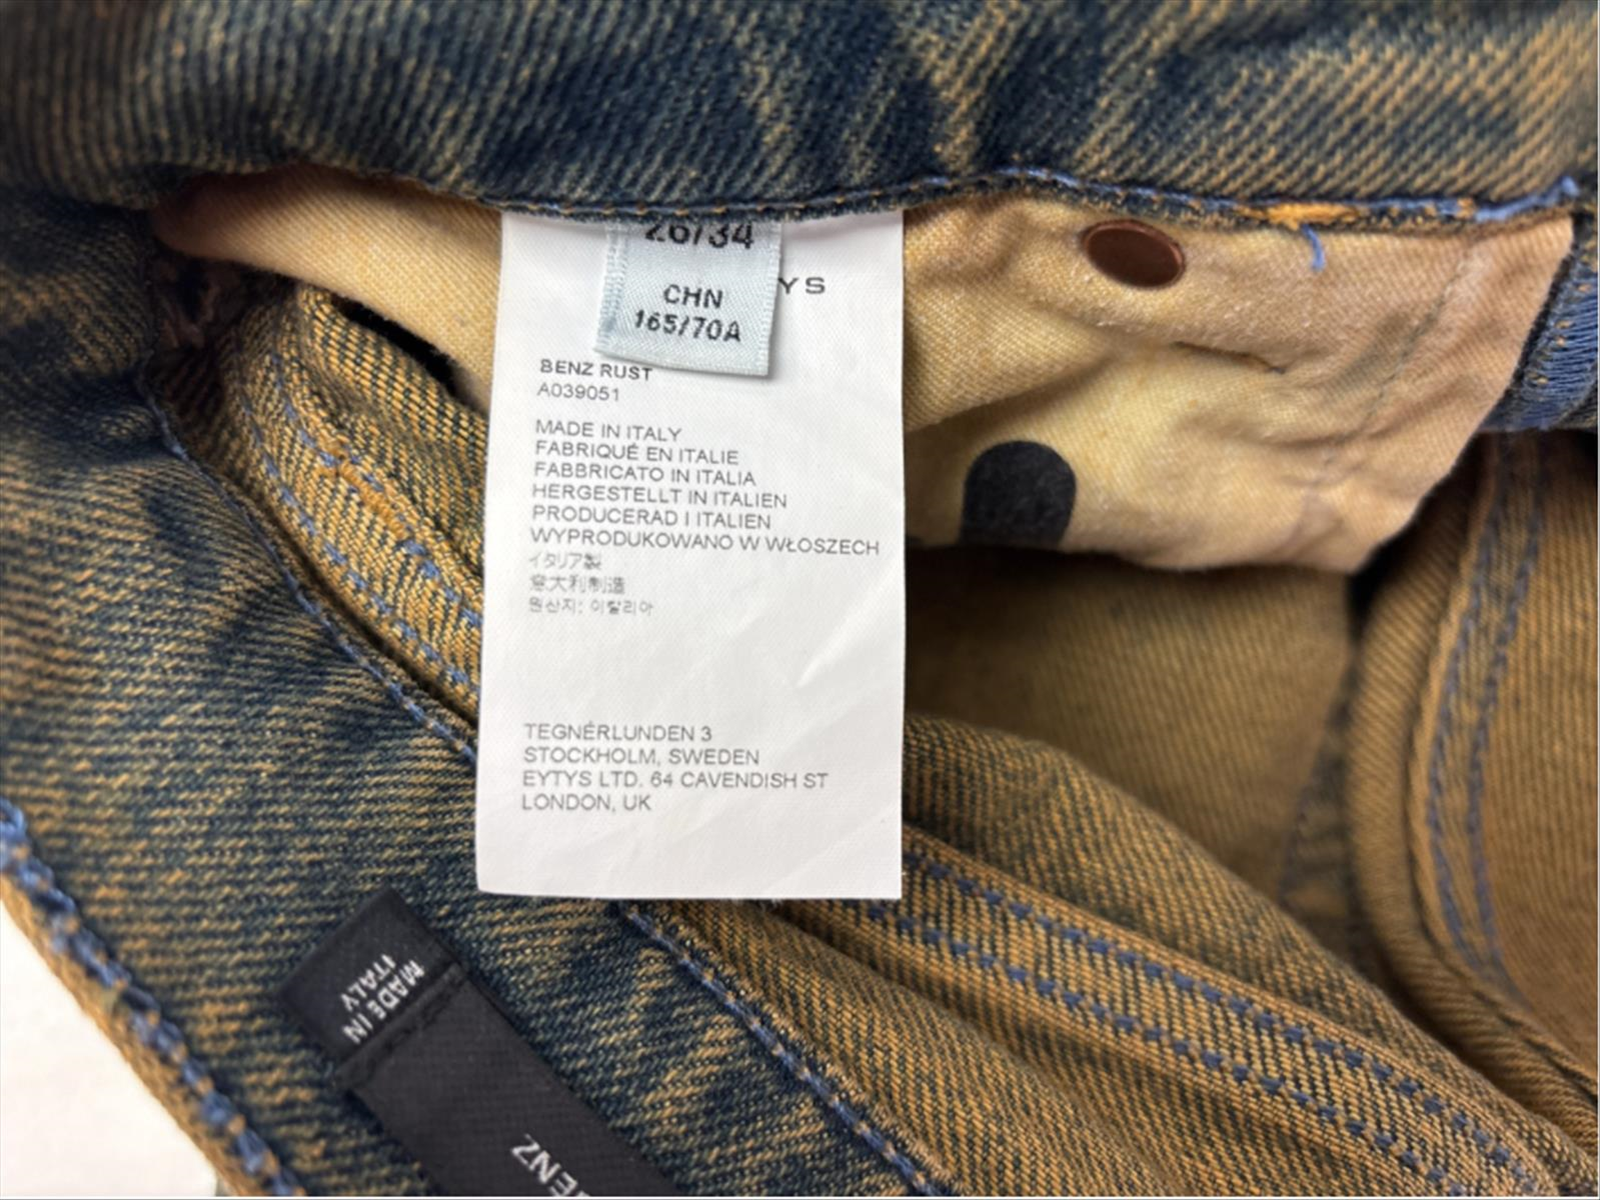 26/34
CHN
165/70A
YS
BENZ RUST
A039051
MADE IN ITALY
FABRIQUÉ EN ITALIE
FABBRICATO IN ITALIA
HERGESTELLT IN ITALIEN
PRODUCERAD I ITALIEN
WYPRODUKOWANO W WŁOSZECH
イタリア製
意大利制造
원산지: 이탈리아
TEGNÉRLUNDEN 3
STOCKHOLM, SWEDEN
EYTYS LTD. 64 CAVENDISH ST
LONDON, UK
MADE IN
ITALY
BENZ